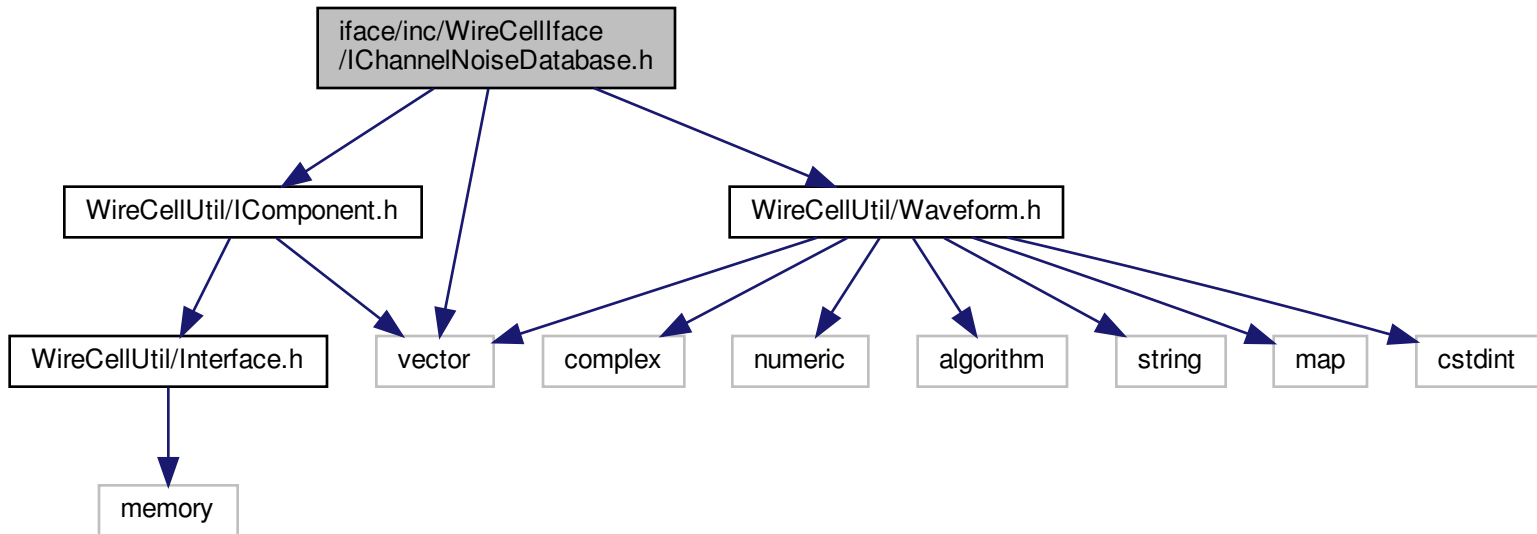 iface/inc/WireCellIface
/IChannelNoiseDatabase.h
WireCellUtil/IComponent.h
WireCellUtil/Waveform.h
WireCellUtil/Interface.h
vector
complex
numeric
algorithm
string
map
cstdint
memory